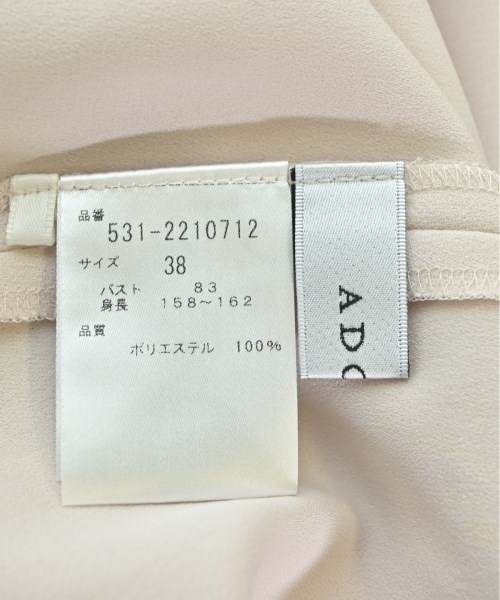 品番
531-2210712
サイズ 38
バスト 83
身長 158〜162
品質
ポリエステル 100%